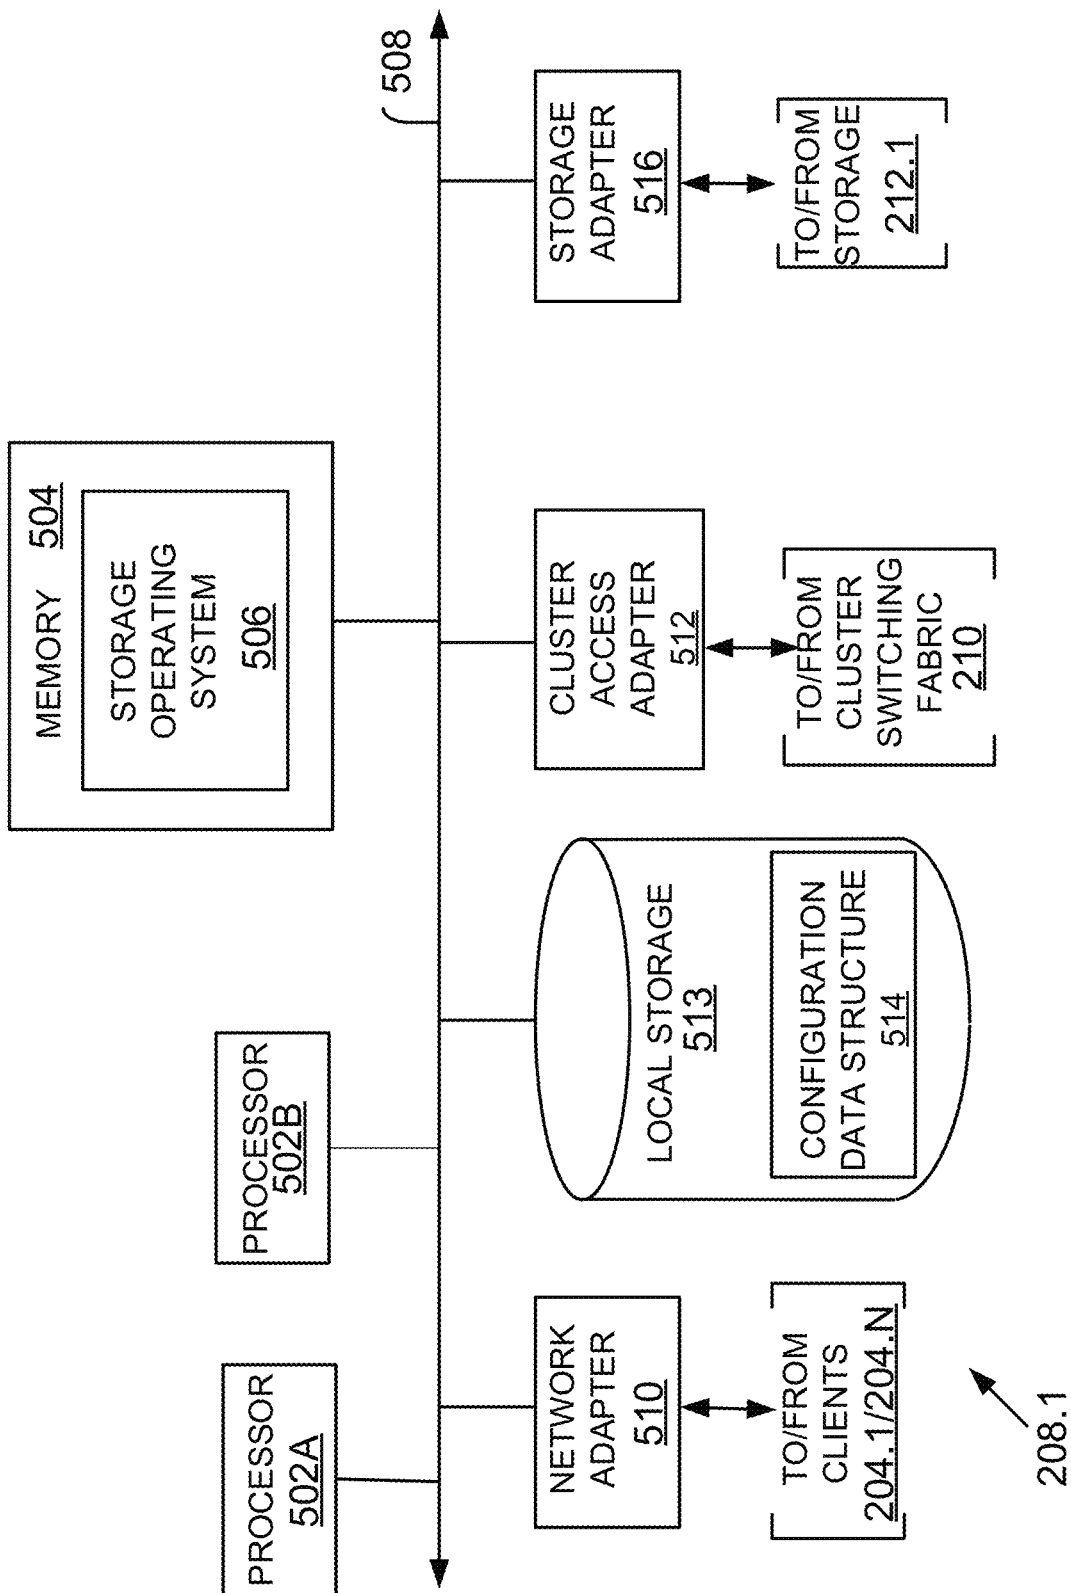 PROCESSOR
502A
PROCESSOR
502B
MEMORY 504
STORAGE
OPERATING
SYSTEM
506
508
NETWORK
ADAPTER
510
LOCAL STORAGE
513
CONFIGURATION
DATA STRUCTURE
514
CLUSTER
ACCESS
ADAPTER
512
STORAGE
ADAPTER
516
TO/FROM
CLIENTS
204.1/204.N
TO/FROM
CLUSTER
SWITCHING
FABRIC
210
TO/FROM
STORAGE
212.1
208.1